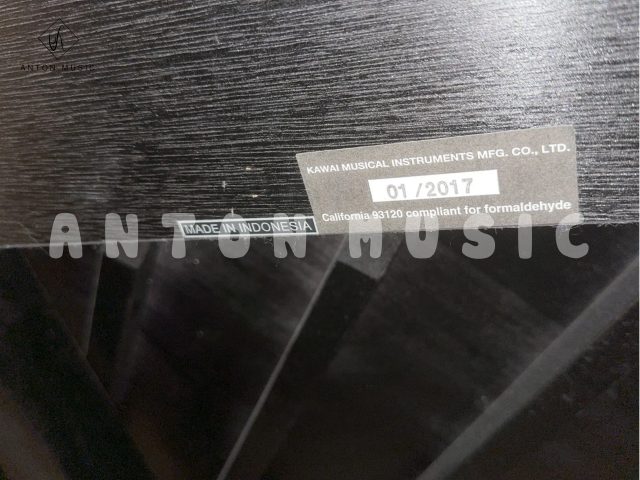 ANTON MUSIC
KAWAI MUSICAL INSTRUMENTS MFG. CO., LTD.
01 /2017
California 93120 compliant for formaldehyde
MADE IN INDONESIA
ANTON MUSIC